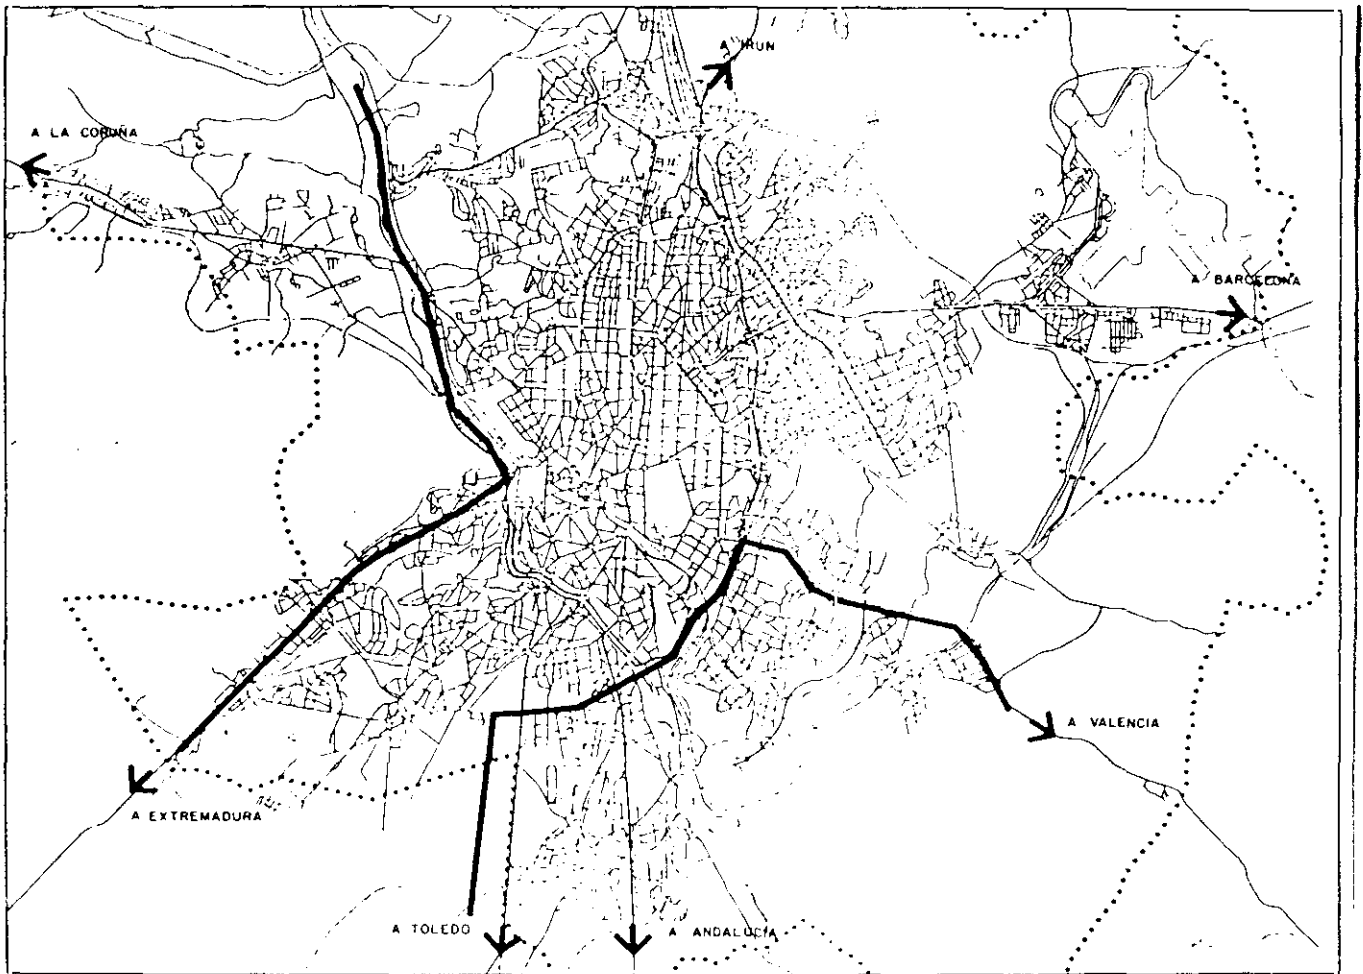 A IRUN
A LA CORUÑA
A BARCELONA
A VALENCIA
A EXTREMADURA
A TOLEDO
A ANDALUCIA